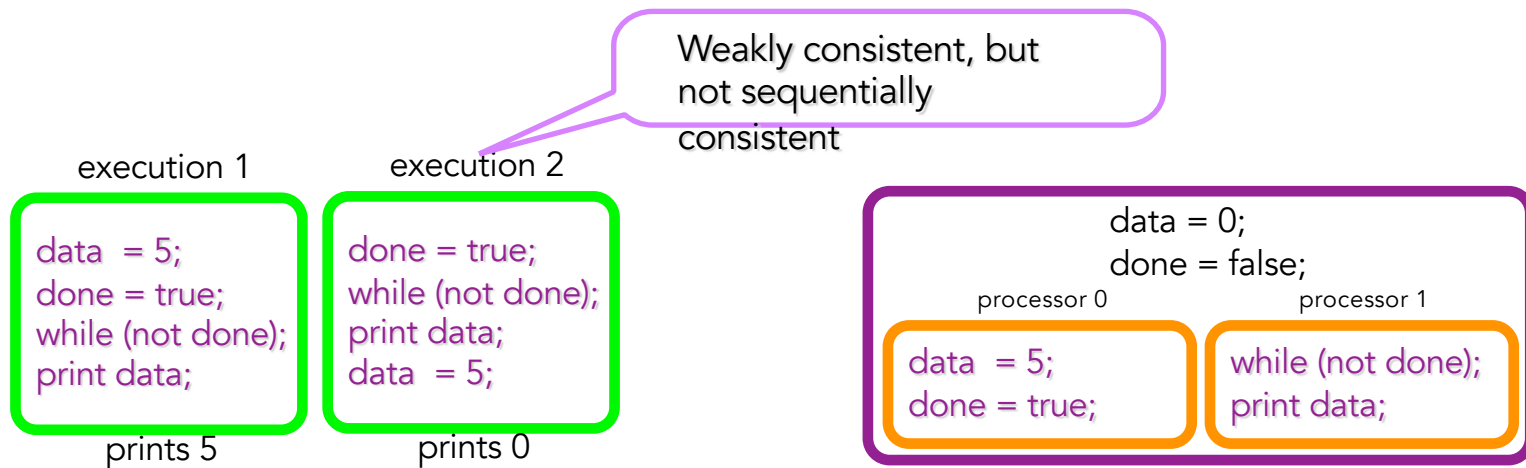 Weakly consistent, but
not sequentially
consistent
execution 1
data = 5;
done = true;
while (not done);
print data;
prints 5
execution 2
done = true;
while (not done);
print data;
data = 5;
prints 0
data = 0;
done = false;
processor 0
data = 5;
done = true;
processor 1
while (not done);
print data;